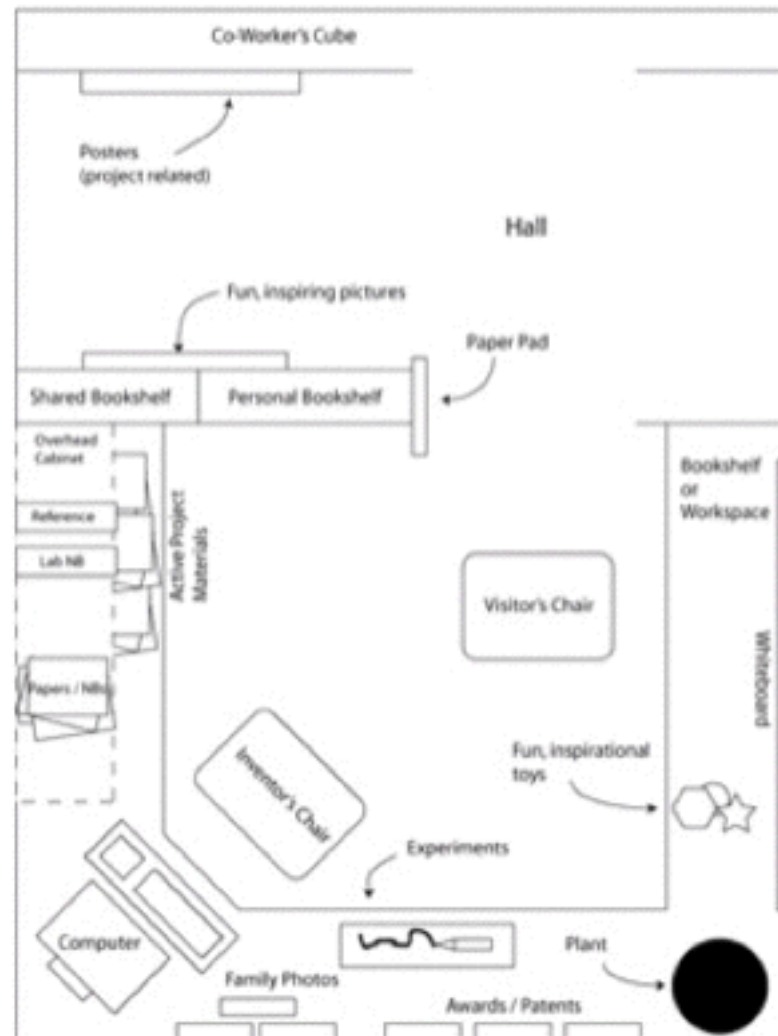 Co-Worker's Cube
Posters
(project related)
Hall
Fun, inspiring pictures
Paper Pad
Shared Bookshelf
Personal Bookshelf
Overhead
Cabinet
Bookshelf
or
Workspace
Reference
Active Project
Materials
Lab NB
Visitor's Chair
Whiteboard
Papers / NBs
Inventor's Chair
Fun, inspirational
toys
Experiments
Computer
Plant
Family Photos
Awards / Patents